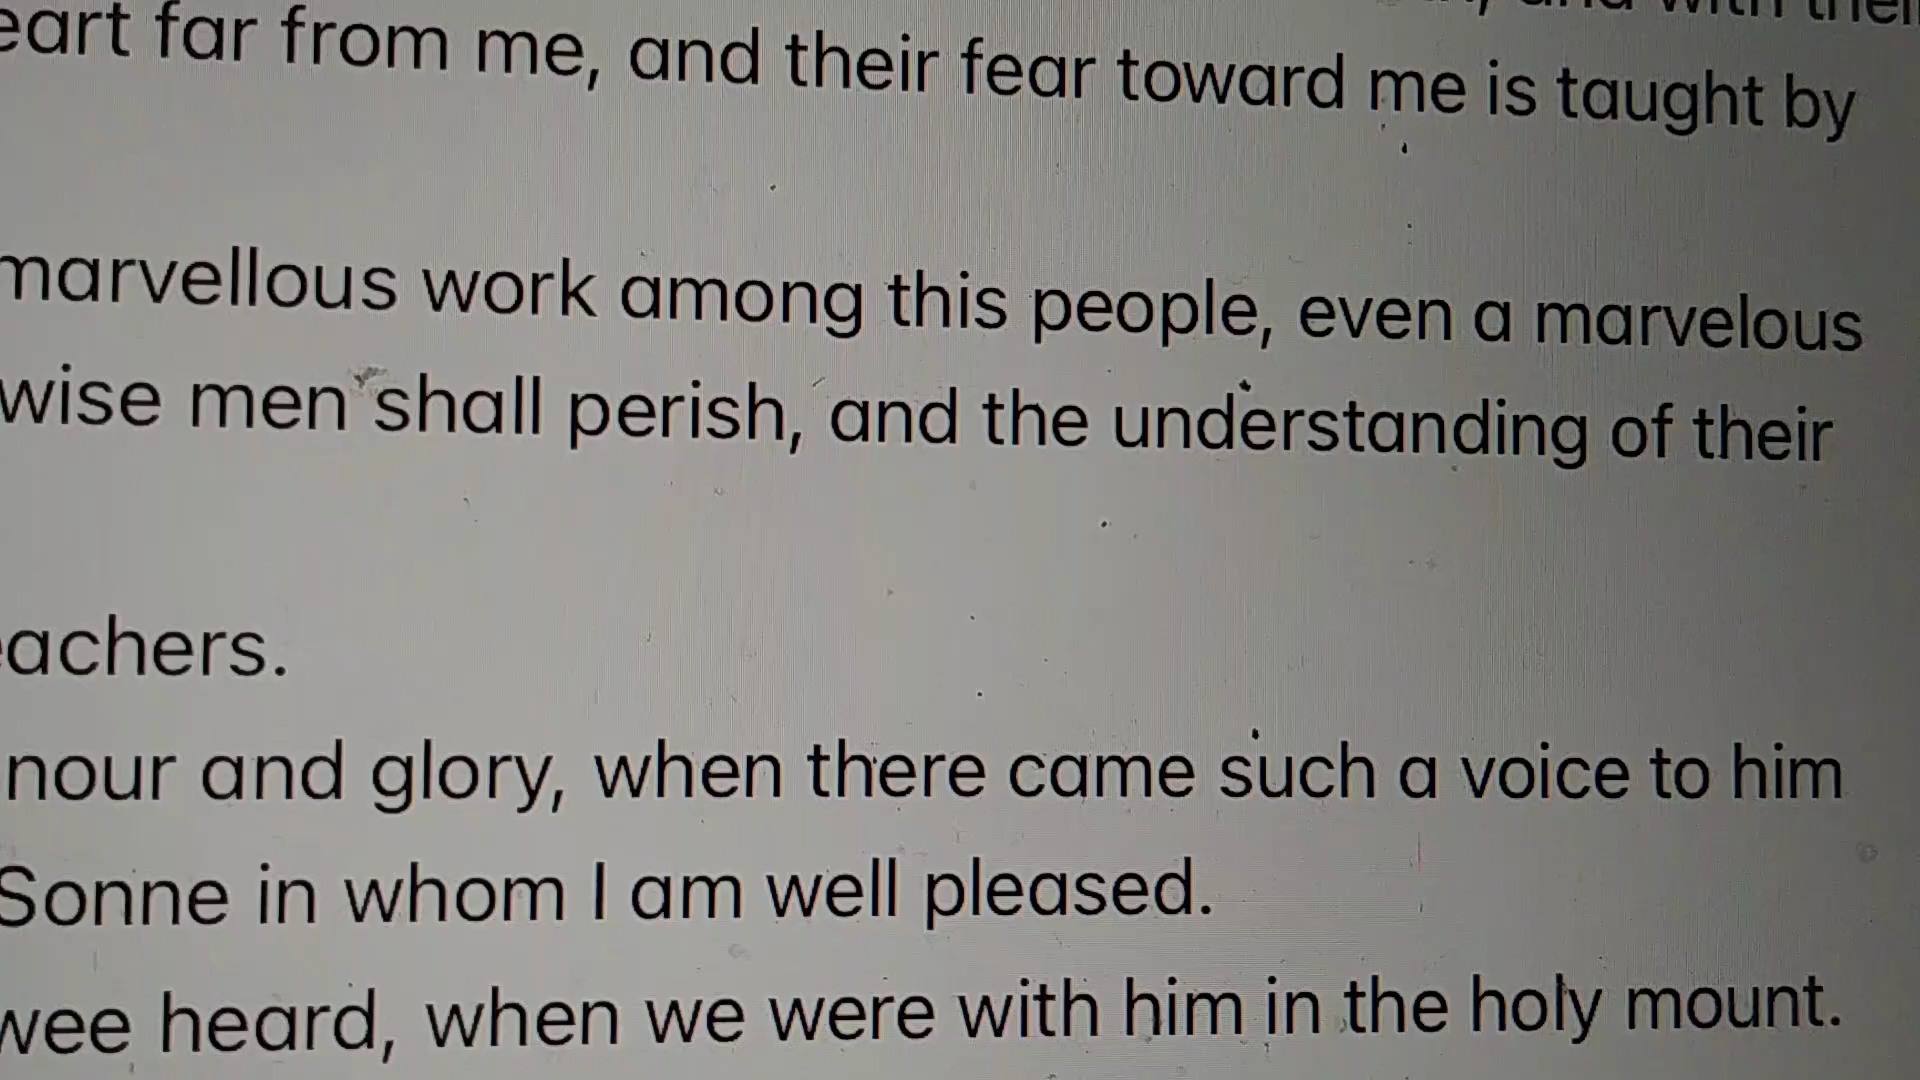 eart far from me, and their fear toward me is taught by
marvellous work among this people, even a marvelous
wise men shall perish, and the understanding of their
eachers.
nour and glory, when there came such a voice to him
Sonne in whom I am well pleased.
wee heard, when we were with him in the holy mount.